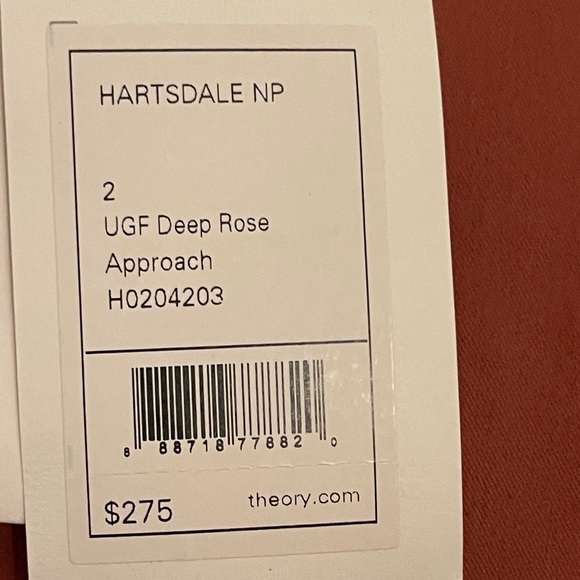 HARTSDALE NP
2
UGF Deep Rose
Approach
H0204203
8 88718 77882 0
$275 theory.com